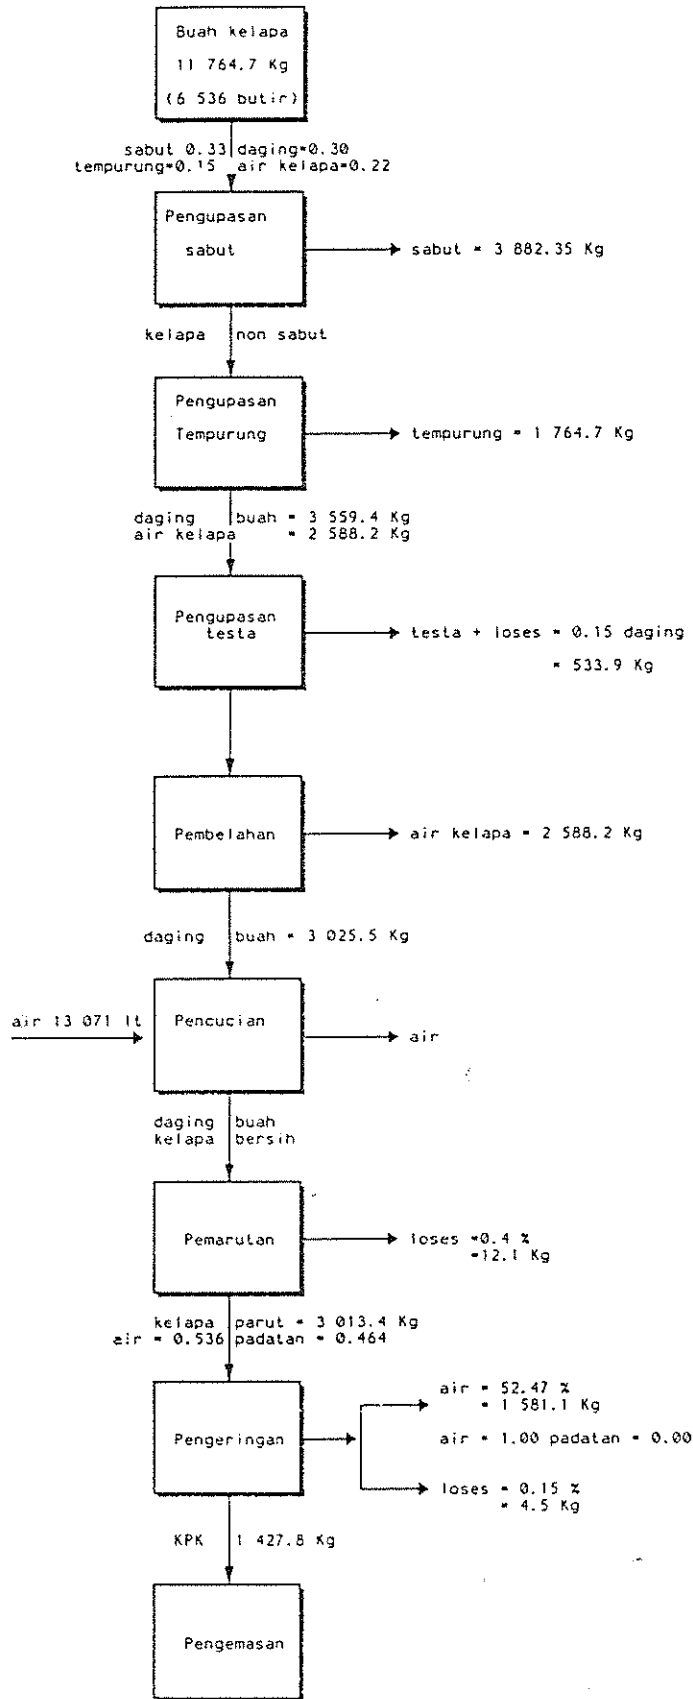 Buah kelapa
11 764.7 Kg
(6 536 butir)
sabut 0.33 daging=0.30
tempurung=0.15 air kelapa=0.22
Pengupasan
sabut
sabut = 3 882.35 Kg
kelapa non sabut
Pengupasan
Tempurung
tempurung = 1 764.7 Kg
daging buah = 3 559.4 Kg
air kelapa = 2 588.2 Kg
Pengupasan
testa
testa + loses = 0.15 daging
= 533.9 Kg
Pembelahan
air kelapa = 2 588.2 Kg
daging buah = 3 025.5 Kg
air 13 071 lt
Pencucian
air
daging buah
kelapa bersih
Pemarutan
loses =0.4 %
=12.1 Kg
kelapa parut = 3 013.4 Kg
air = 0.536 padatan = 0.464
air = 52.47 %
= 1 581.1 Kg
Pengeringan
air = 1.00 padatan = 0.00
loses = 0.15 %
= 4.5 Kg
KPK 1 427.8 Kg
Pengemasan